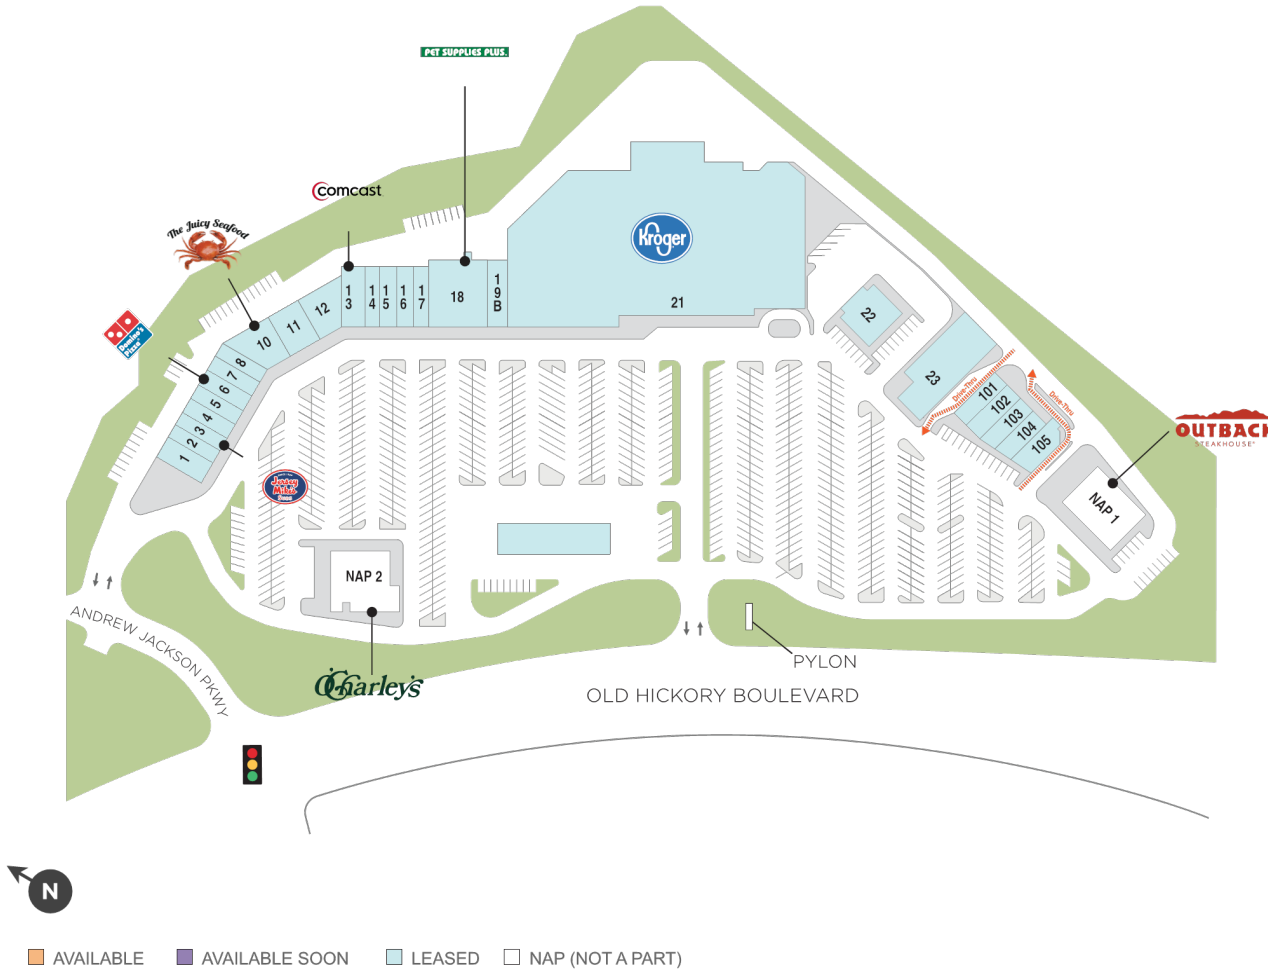 PET SUPPLIES PLUS.
comcast
The Juicy Seafood
Domino's
Pizza
Kroger
1
3
1
4
1
5
1
6
1
7
18
1
9
B
21
22
23
12
11
10
8
7
6
5
4
3
2
1
Drive-Thru
Drive-Thru
101
102
103
104
105
OUTBACK
STEAKHOUSE
Jersey
Mike's
SUBS
NAP 1
NAP 2
O'Charley's
ANDREW JACKSON PKWY
PYLON
OLD HICKORY BOULEVARD
N
AVAILABLE
AVAILABLE SOON
LEASED
NAP (NOT A PART)